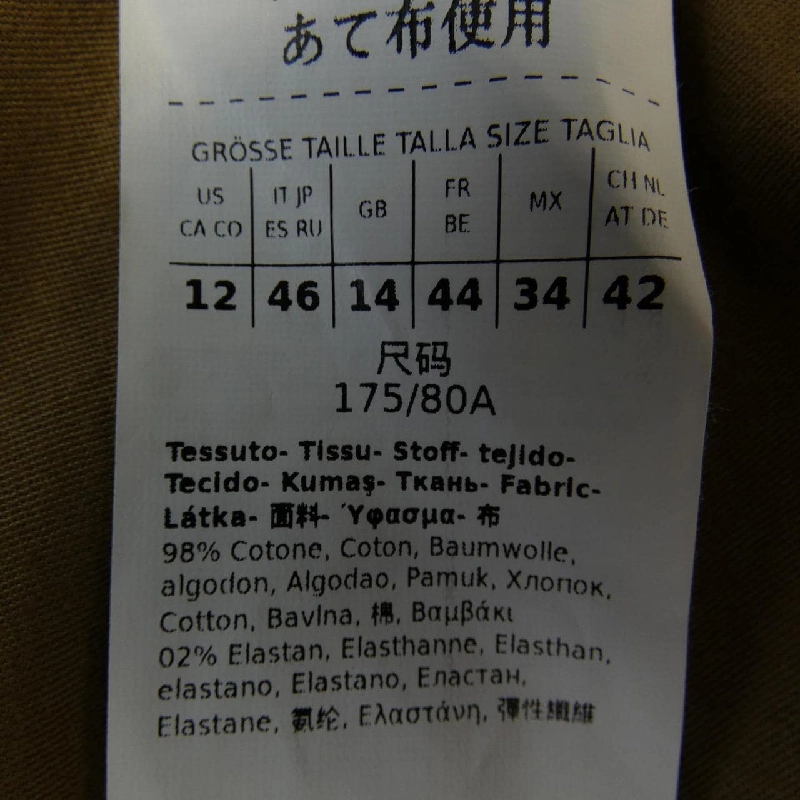 あて布使用
GRÖSSE TAILLE TALLA SIZE TAGLIA
US CA CO
IT JP ES RU
GB
FR BE
MX
CH NL AT DE
12 46 14 44 34 42
尺码
175/80A
Tessuto- Tissu- Stoff- tejido-
Tecido- Kumaş- Ткань- Fabric-
Látka- 面料- Ύφασμα- 布
98% Cotone, Coton, Baumwolle,
algodon, Algodao, Pamuk, Хлопок,
Cotton, Bavlna, 棉, Βαμβάκι
02% Elastan, Elasthanne, Elasthan,
elastano, Elastano, Еластан,
Elastane, 氨纶, Ελαστάνη, 彈性纖維